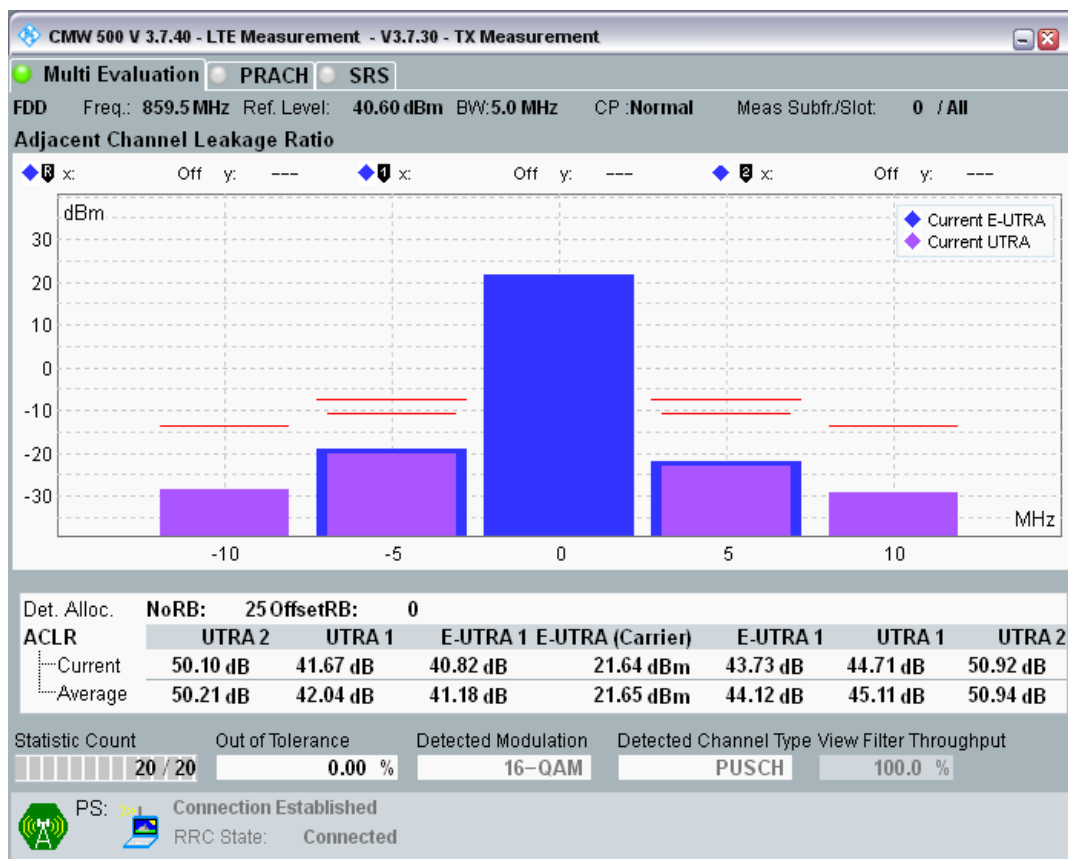 CMW 500 V 3.7.40 - LTE Measurement - V3.7.30 - TX Measurement
Multi Evaluation PRACH SRS
FDD Freq.: 859.5 MHz Ref. Level: 40.60 dBm BW:5.0 MHz CP :Normal Meas Subfr./Slot: 0 / All
Adjacent Channel Leakage Ratio
R x: Off y: --- 1 x: Off y: --- 2 x: Off y: ---
dBm
Current E-UTRA
Current UTRA
30
20
10
0
-10
-20
-30
MHz
-10 -5 0 5 10
Det. Alloc. NoRB: 25 OffsetRB: 0
ACLR UTRA 2 UTRA 1 E-UTRA 1 E-UTRA (Carrier) E-UTRA 1 UTRA 1 UTRA 2
Current 50.10 dB 41.67 dB 40.82 dB 21.64 dBm 43.73 dB 44.71 dB 50.92 dB
Average 50.21 dB 42.04 dB 41.18 dB 21.65 dBm 44.12 dB 45.11 dB 50.94 dB
Statistic Count Out of Tolerance Detected Modulation Detected Channel Type View Filter Throughput
20 / 20 0.00 % 16-QAM PUSCH 100.0 %
PS: Connection Established
RRC State: Connected